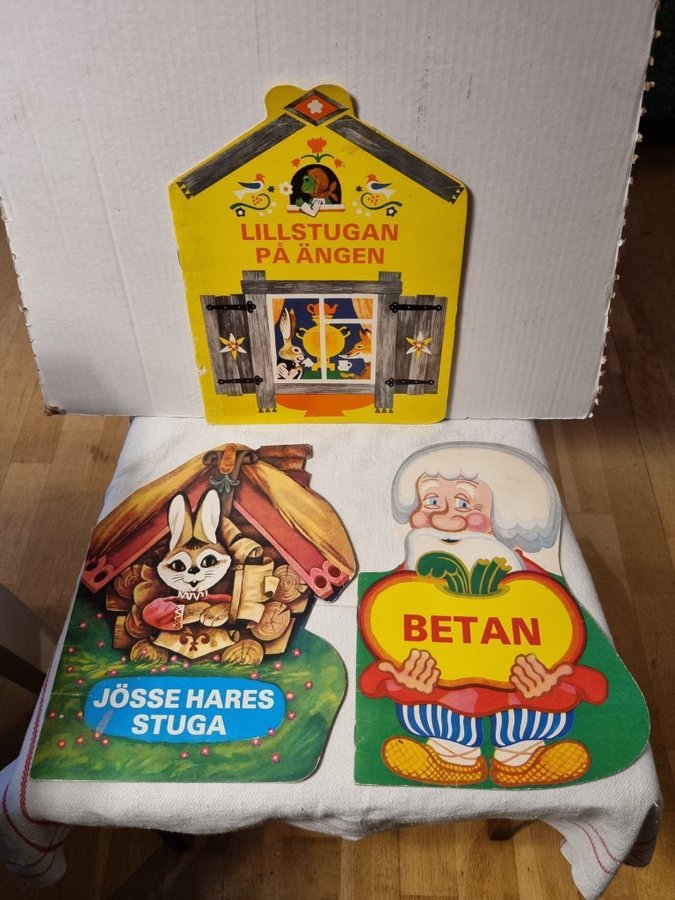 LILLSTUGAN
PÅ ÄNGEN
JÖSSE HARES
STUGA
BETAN